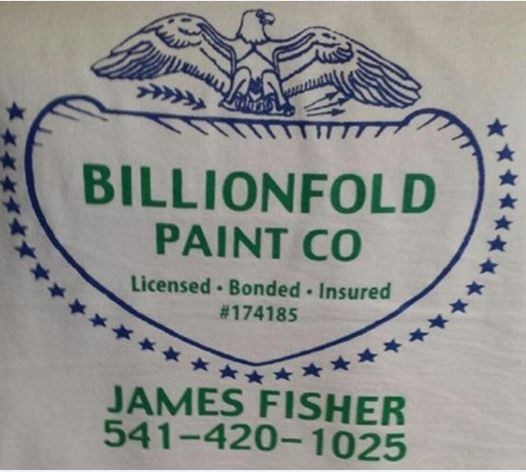 BILLIONFOLD
PAINT CO
Licensed • Bonded • Insured
#174185
JAMES FISHER
541-420-1025